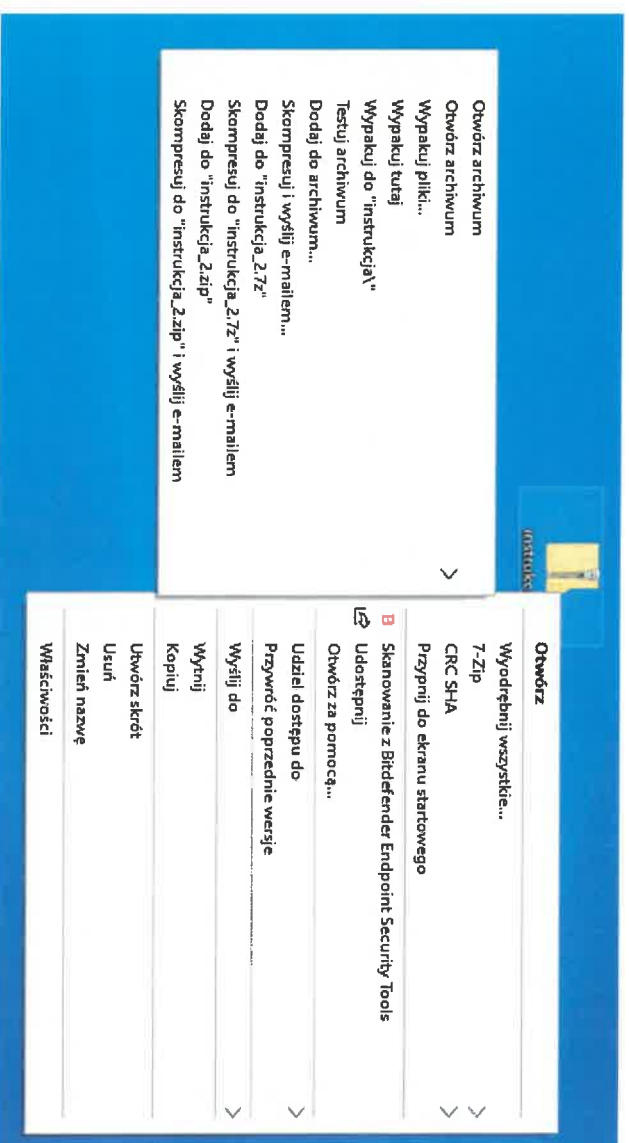 instrukc
Otwórz
Wyodrębnij wszystkie...
7-Zip
CRC SHA
Przypnij do ekranu startowego
B Skanowanie z Bitdefender Endpoint Security Tools
Udostępnij
Otwórz za pomocą...
Udziel dostępu do
Przywróć poprzednie wersje
Wyślij do
Wytnij
Kopiuj
Utwórz skrót
Usuń
Zmień nazwę
Właściwości
Otwórz archiwum
Otwórz archiwum
Wypakuj pliki...
Wypakuj tutaj
Wypakuj do "instrukcja\"
Testuj archiwum
Dodaj do archiwum...
Skompresuj i wyślij e-mailem...
Dodaj do "instrukcja_2.7z"
Skompresuj do "instrukcja_2.7z" i wyślij e-mailem
Dodaj do "instrukcja_2.zip"
Skompresuj do "instrukcja_2.zip" i wyślij e-mailem